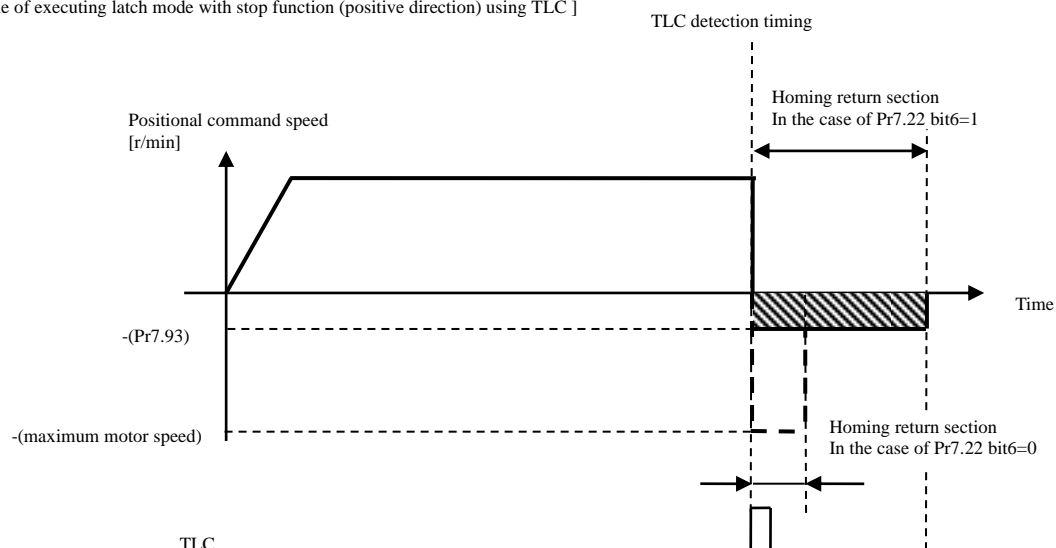 e of executing latch mode with stop function (positive direction) using TLC ]
TLC detection timing
Homing return section
In the case of Pr7.22 bit6=1
Positional command speed
[r/min]
Time
-(Pr7.93)
-(maximum motor speed)
Homing return section
In the case of Pr7.22 bit6=0
TLC